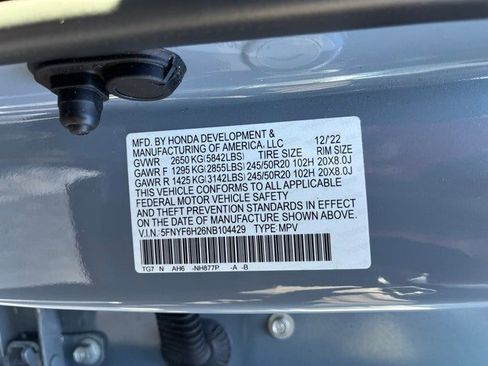 MFD. BY HONDA DEVELOPMENT &
MANUFACTURING OF AMERICA, LLC 12/'22
GVWR 2650 KG (5842LBS) TIRE SIZE RIM SIZE
GAWR F 1295 KG (2855LBS) 245/50R20 102H 20X8.0J
GAWR R 1425 KG (3142LBS) 245/50R20 102H 20X8.0J
THIS VEHICLE CONFORMS TO ALL APPLICABLE
FEDERAL MOTOR VEHICLE SAFETY AND
THEFT PREVENTION STANDARDS IN EFFECT
ON THE DATE OF MANUFACTURE SHOWN ABOVE.
V.I.N.: 5FNYF6H26NB104429 TYPE: MPV
TG7 N AH6 -NH877P -A -B